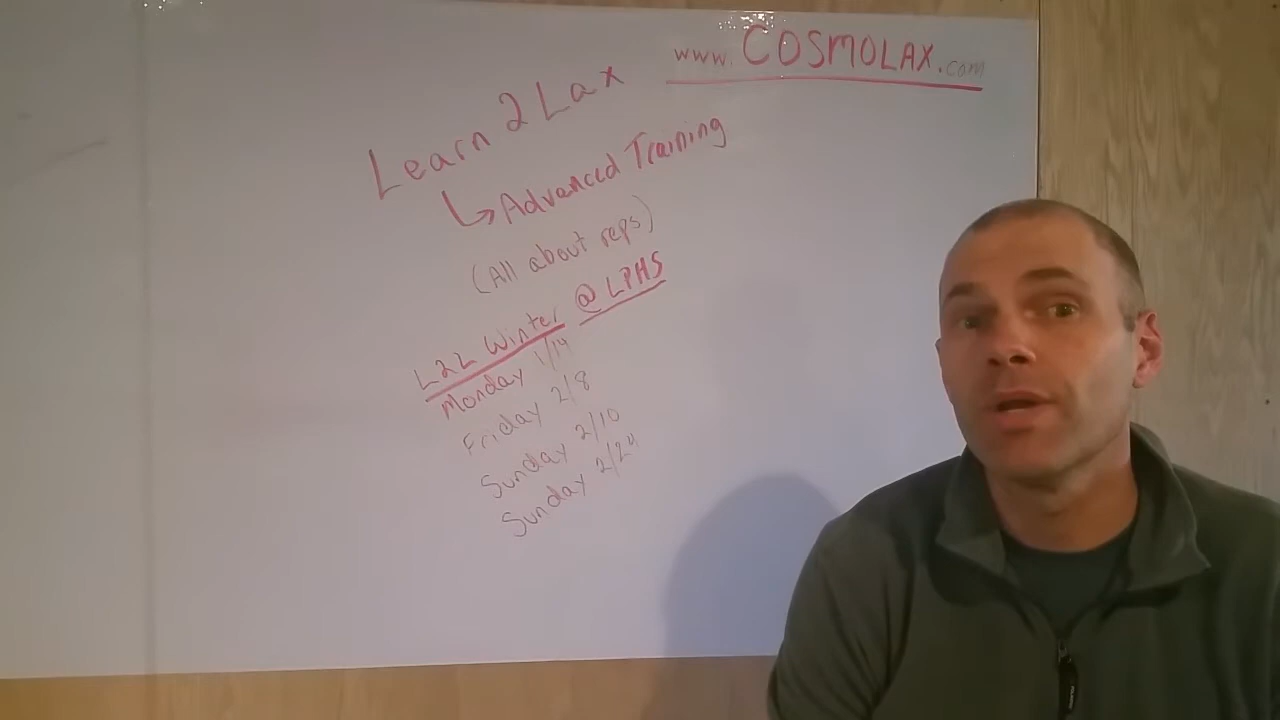 www.COSMOLAX.com
Learn 2 Lax
↳ Advanced Training
(All about reps)
L2L Winter @ LPHS
Monday 1/14
Friday 2/8
Sunday 2/10
Sunday 2/24